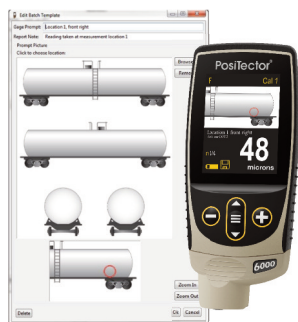 Edit Batch Template
Gage Prompt: Location 1, front right
Report Note: Reading taken at measurement location 1
Prompt Picture
Click to choose location:
Browse
Zoom In
Zoom Out
Delete
Ok Cancel
PosiTector®
F Cal 1
Location 1 front right
n 1/6
48
microns
6000